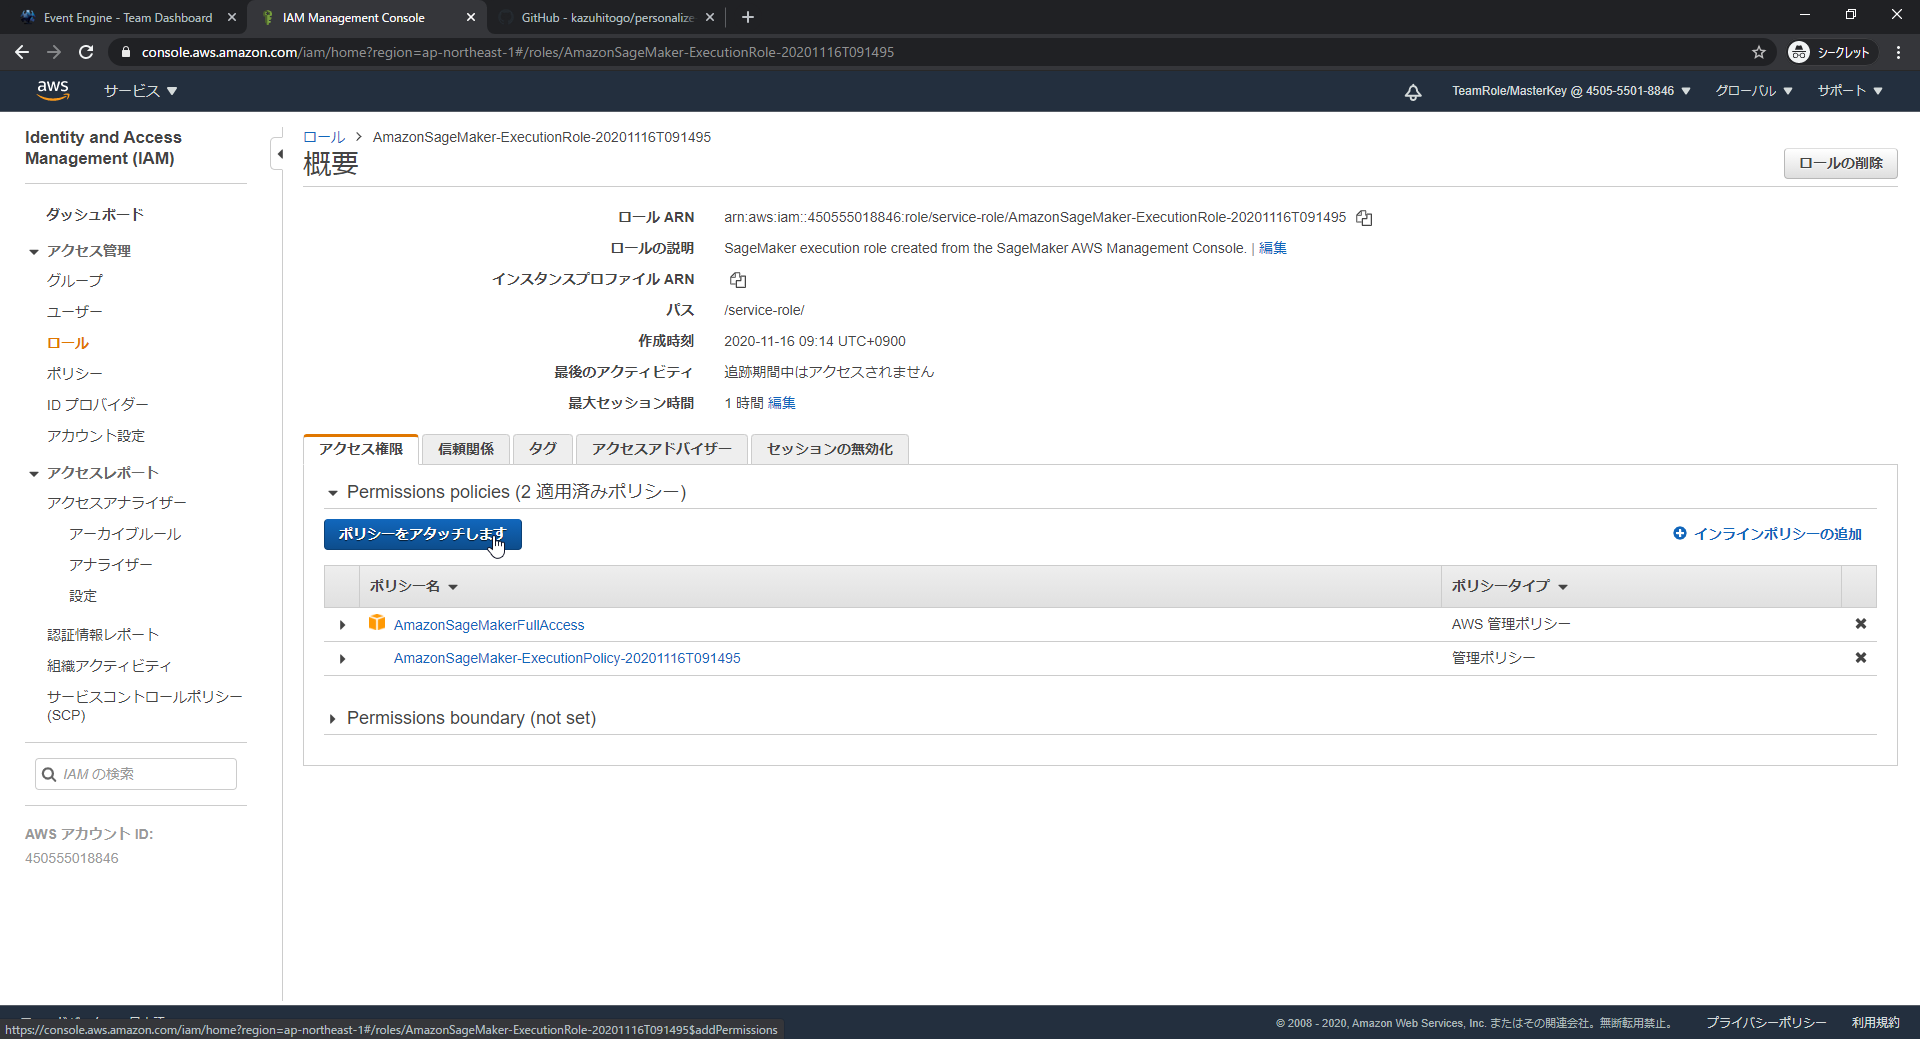 Event Engine - Team Dashboard
IAM Management Console
GitHub - kazuhitogo/personalize
console.aws.amazon.com/iam/home?region=ap-northeast-1#/roles/AmazonSageMaker-ExecutionRole-20201116T091495
シークレット
aws
サービス
TeamRole/MasterKey @ 4505-5501-8846
グローバル
サポート
Identity and Access
Management (IAM)
ダッシュボード
アクセス管理
グループ
ユーザー
ロール
ポリシー
ID プロバイダー
アカウント設定
アクセスレポート
アクセスアナライザー
アーカイブルール
アナライザー
設定
認証情報レポート
組織アクティビティ
サービスコントロールポリシー
(SCP)
IAM の検索
AWS アカウント ID:
450555018846
ロール > AmazonSageMaker-ExecutionRole-20201116T091495
概要
ロールの削除
ロール ARN arn:aws:iam::450555018846:role/service-role/AmazonSageMaker-ExecutionRole-20201116T091495
ロールの説明 SageMaker execution role created from the SageMaker AWS Management Console. | 編集
インスタンスプロファイル ARN
パス /service-role/
作成時刻 2020-11-16 09:14 UTC+0900
最後のアクティビティ 追跡期間中はアクセスされません
最大セッション時間 1 時間 編集
アクセス権限
信頼関係
タグ
アクセスアドバイザー
セッションの無効化
Permissions policies (2 適用済みポリシー)
ポリシーをアタッチします
インラインポリシーの追加
ポリシー名
ポリシータイプ
AmazonSageMakerFullAccess AWS 管理ポリシー
AmazonSageMaker-ExecutionPolicy-20201116T091495 管理ポリシー
Permissions boundary (not set)
https://console.aws.amazon.com/iam/home?region=ap-northeast-1#/roles/AmazonSageMaker-ExecutionRole-20201116T091495$addPermissions
© 2008 - 2020, Amazon Web Services, Inc. またはその関連会社。無断転用禁止。
プライバシーポリシー
利用規約